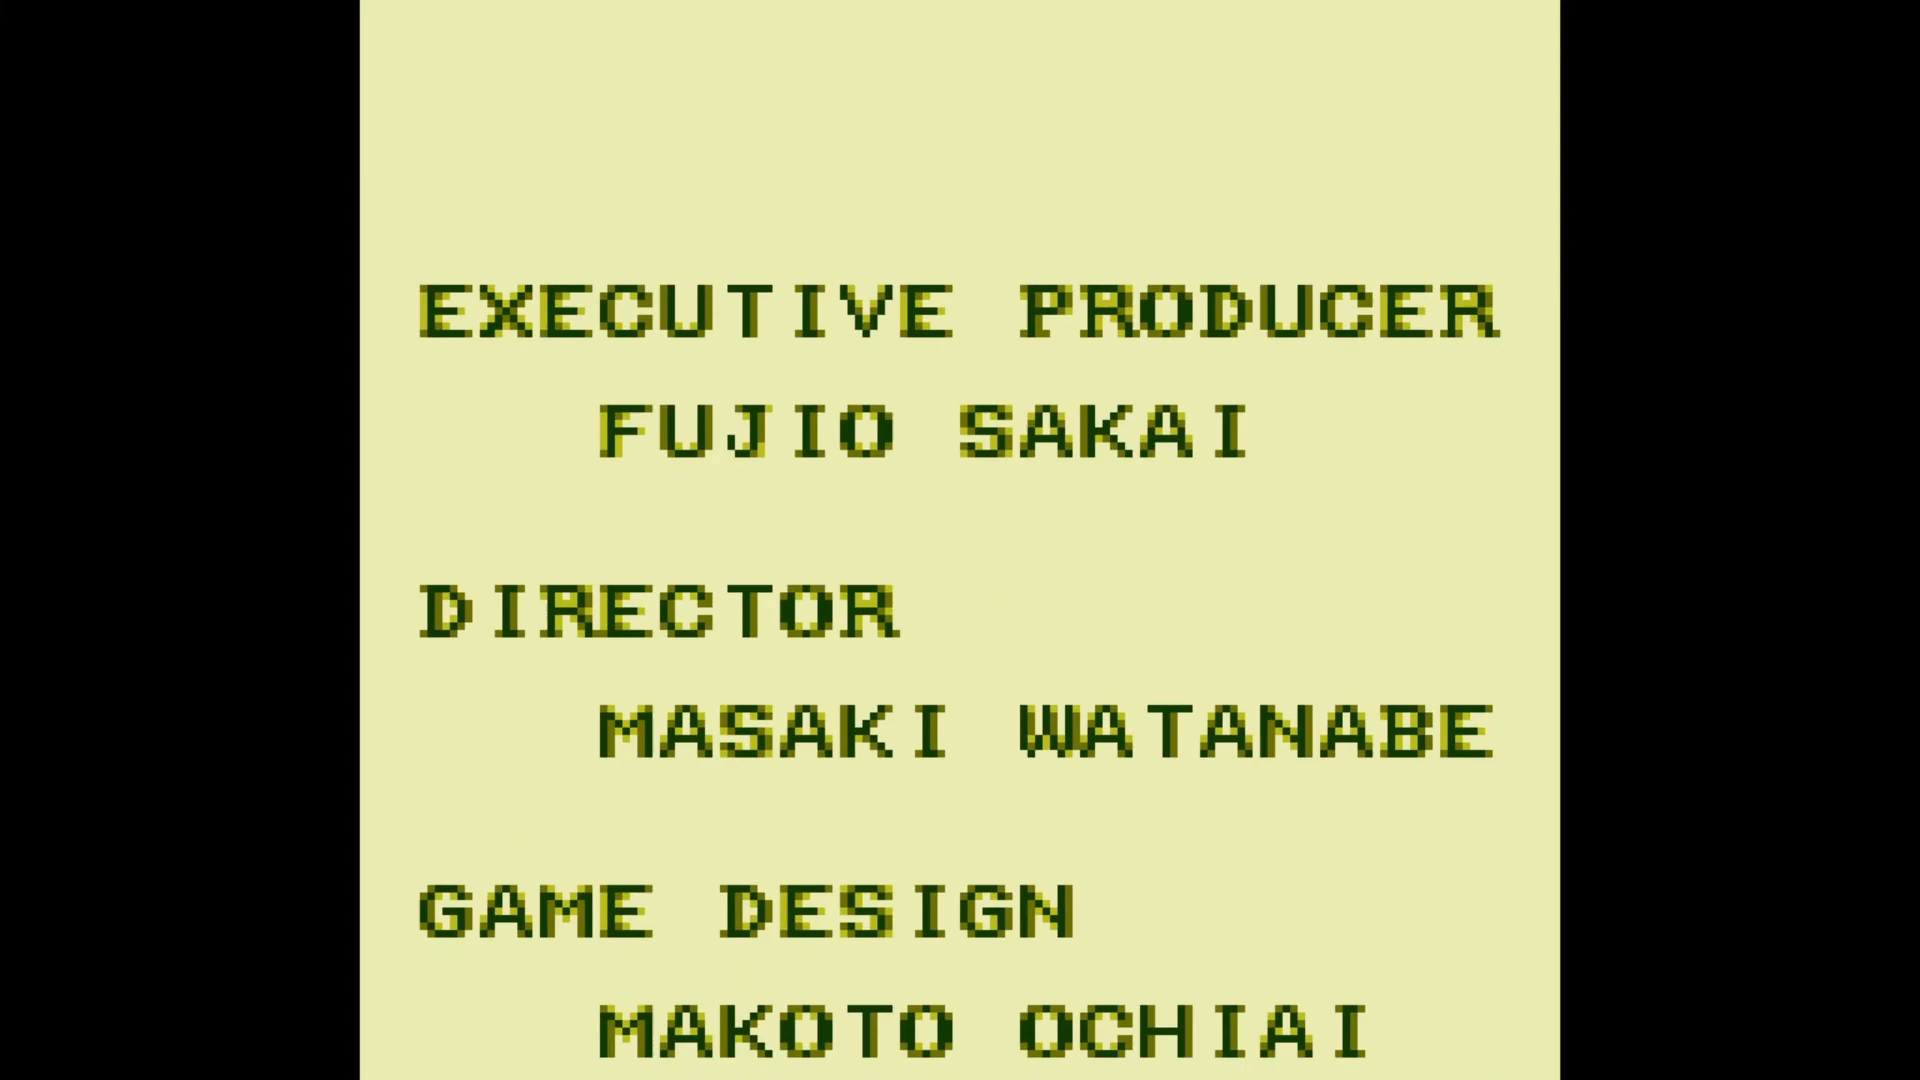 EXECUTIVE PRODUCER
FUJIO SAKAI
DIRECTOR
MASAKI WATANABE
GAME DESIGN
MAKOTO OCHIAI